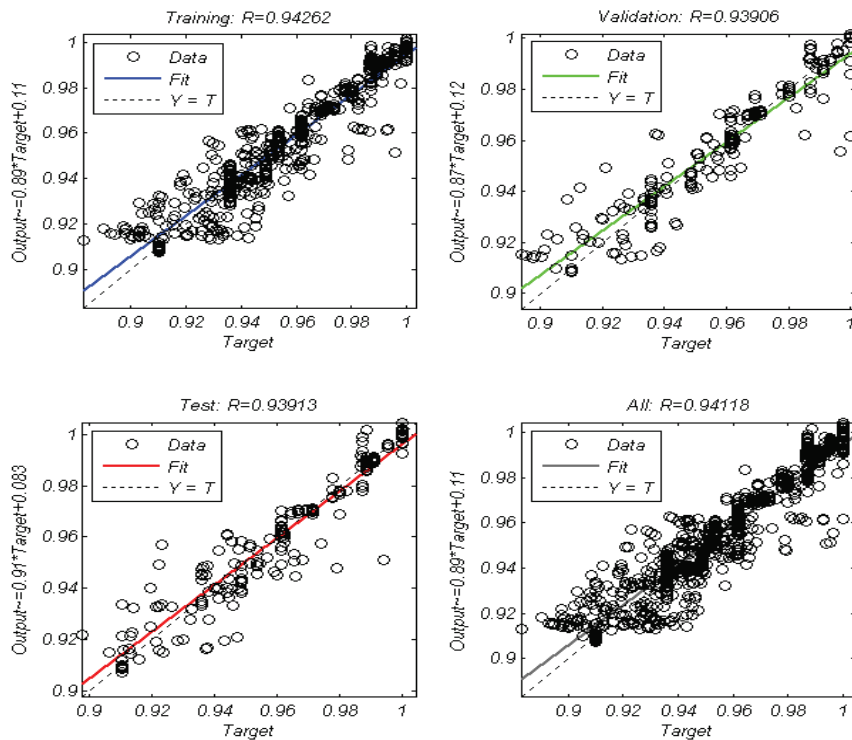 Training: R=0.94262
Output~=0.89*Target+0.11
1
0.98
0.96
0.94
0.92
0.9
Data
Fit
Y = T
0.9 0.92 0.94 0.96 0.98 1
Target
Validation: R=0.93906
Output~=0.87*Target+0.12
1
0.98
0.96
0.94
0.92
0.9
Data
Fit
Y = T
0.9 0.92 0.94 0.96 0.98
Target
Test: R=0.93913
Output~=0.91*Target+0.083
1
0.98
0.96
0.94
0.92
0.9
Data
Fit
Y = T
0.9 0.92 0.94 0.96 0.98 1
Target
All: R=0.94118
Output~=0.89*Target+0.11
1
0.98
0.96
0.94
0.92
0.9
Data
Fit
Y = T
0.9 0.92 0.94 0.96 0.98 1
Target